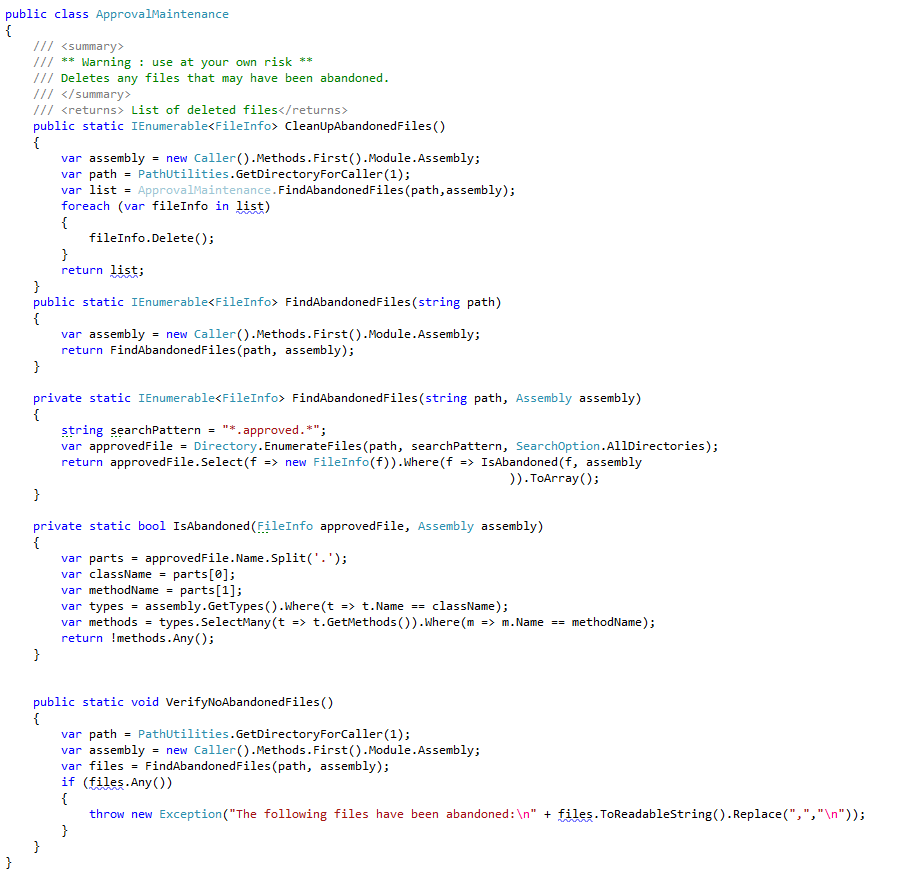 public class ApprovalMaintenance
{
    /// <summary>
    /// ** Warning : use at your own risk **
    /// Deletes any files that may have been abandoned.
    /// </summary>
    /// <returns> List of deleted files</returns>
    public static IEnumerable<FileInfo> CleanUpAbandonedFiles()
    {
        var assembly = new Caller().Methods.First().Module.Assembly;
        var path = PathUtilities.GetDirectoryForCaller(1);
        var list = ApprovalMaintenance.FindAbandonedFiles(path,assembly);
        foreach (var fileInfo in list)
        {
            fileInfo.Delete();
        }
        return list;
    }
    public static IEnumerable<FileInfo> FindAbandonedFiles(string path)
    {
        var assembly = new Caller().Methods.First().Module.Assembly;
        return FindAbandonedFiles(path, assembly);
    }

    private static IEnumerable<FileInfo> FindAbandonedFiles(string path, Assembly assembly)
    {
        string searchPattern = "*.approved.*";
        var approvedFile = Directory.EnumerateFiles(path, searchPattern, SearchOption.AllDirectories);
        return approvedFile.Select(f => new FileInfo(f)).Where(f => IsAbandoned(f, assembly
                                                                        )).ToArray();
    }

    private static bool IsAbandoned(FileInfo approvedFile, Assembly assembly)
    {
        var parts = approvedFile.Name.Split('.');
        var className = parts[0];
        var methodName = parts[1];
        var types = assembly.GetTypes().Where(t => t.Name == className);
        var methods = types.SelectMany(t => t.GetMethods()).Where(m => m.Name == methodName);
        return !methods.Any();
    }


    public static void VerifyNoAbandonedFiles()
    {
        var path = PathUtilities.GetDirectoryForCaller(1);
        var assembly = new Caller().Methods.First().Module.Assembly;
        var files = FindAbandonedFiles(path, assembly);
        if (files.Any())
        {
            throw new Exception("The following files have been abandoned:\n" + files.ToReadableString().Replace(",","\n"));
        }
    }
}